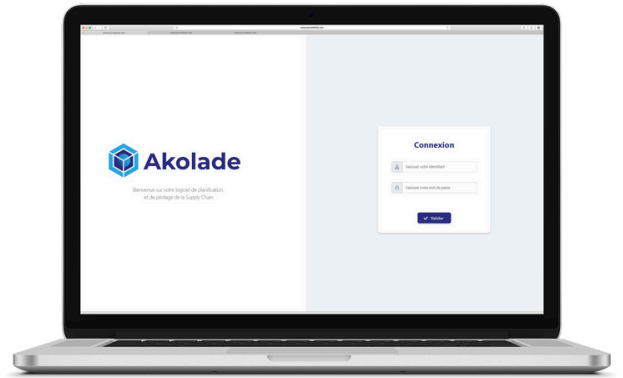 Akolade
Bienvenue sur votre logiciel de planification
et de pilotage de la Supply Chain
Connexion
Saisissez votre identifiant
Saisissez votre mot de passe
Valider